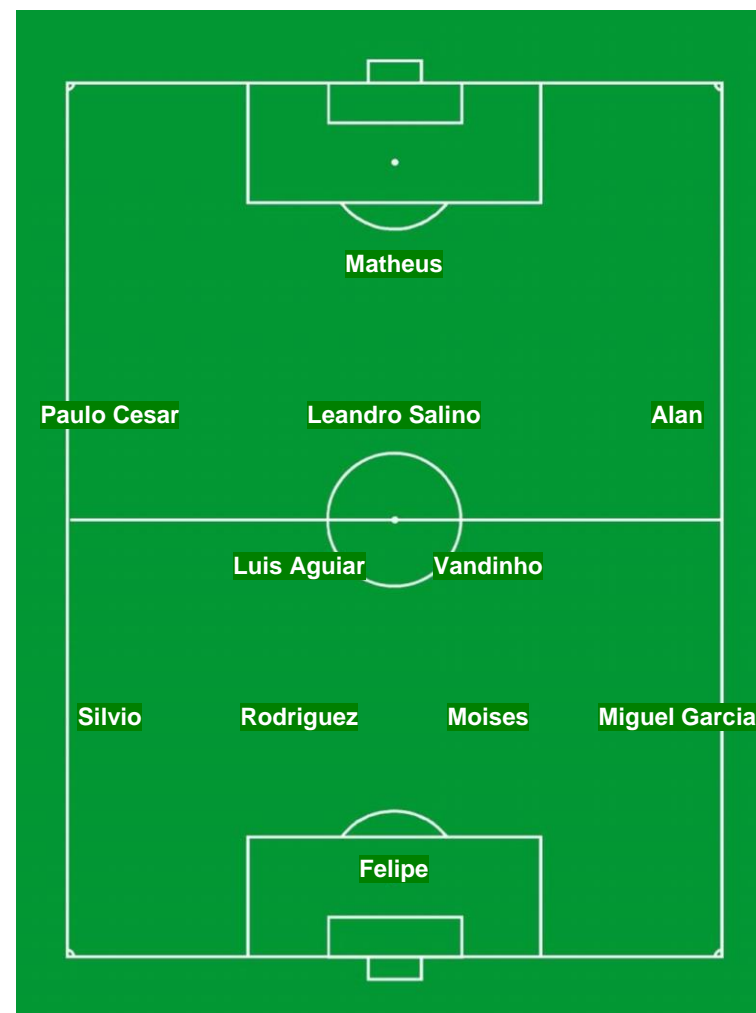 Matheus
Paulo Cesar Leandro Salino Alan
Luis Aguiar Vandinho
Silvio Rodriguez Moises Miguel Garcia
Felipe